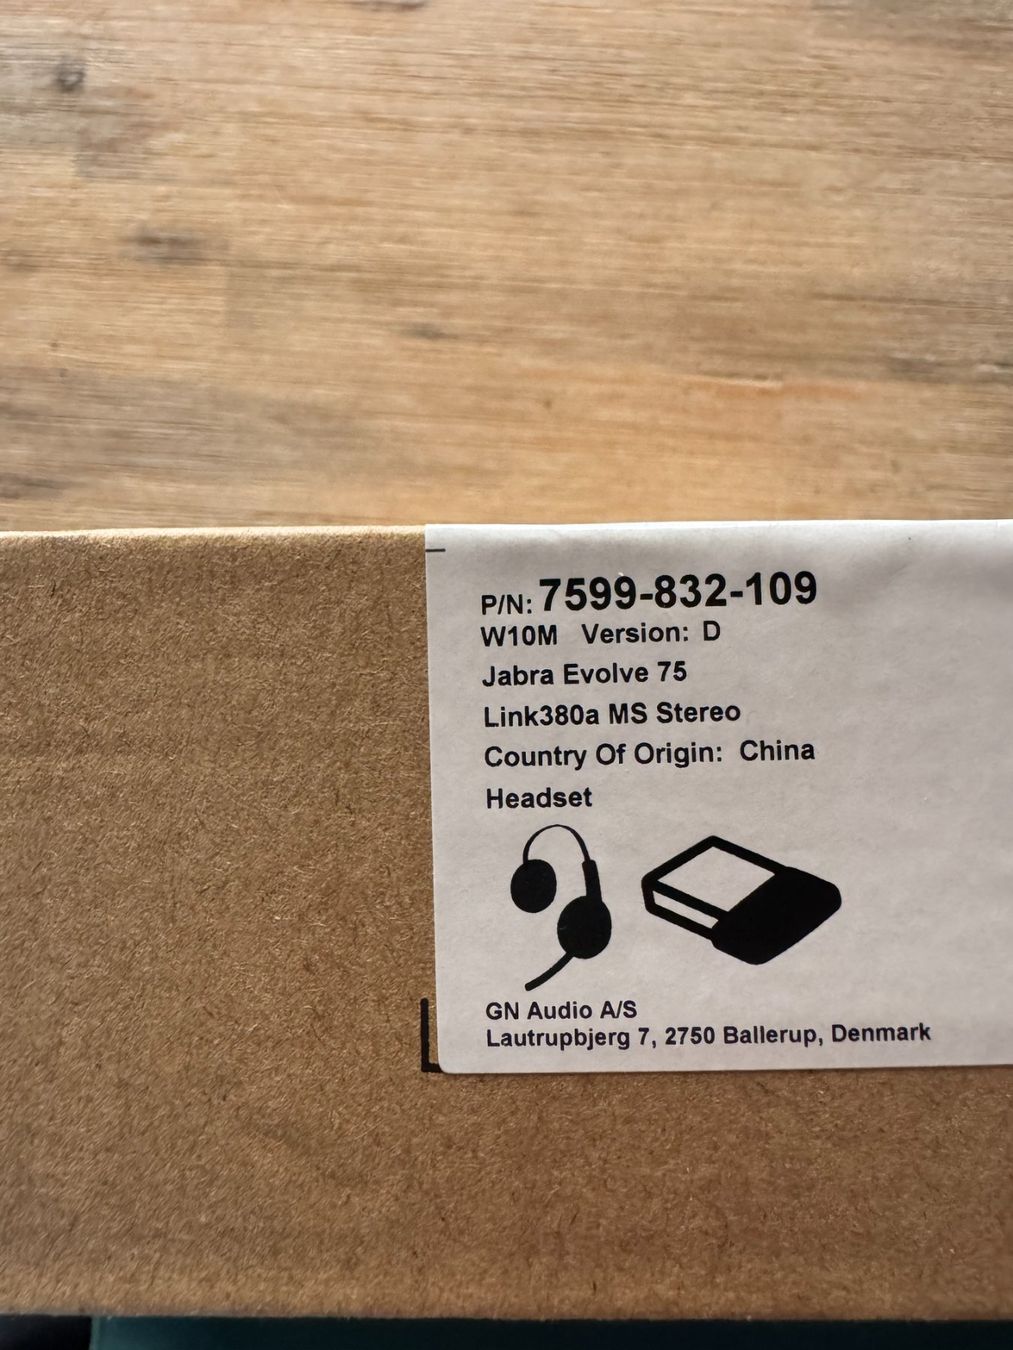 P/N: 7599-832-109
W10M Version: D
Jabra Evolve 75
Link380a MS Stereo
Country Of Origin: China
Headset
GN Audio A/S
Lautrupbjerg 7, 2750 Ballerup, Denmark